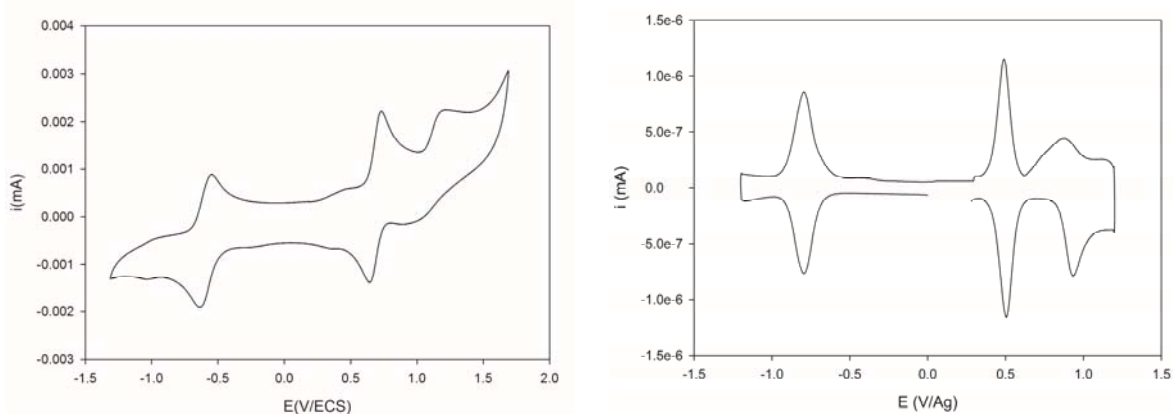 0.004
0.003
0.002
0.001
0.000
-0.001
-0.002
-0.003
i(mA)
-1.5 -1.0 -0.5 0.0 0.5 1.0 1.5 2.0
E(V/ECS)
1.5e-6
1.0e-6
5.0e-7
0.0
-5.0e-7
-1.0e-6
-1.5e-6
i (mA)
-1.5 -1.0 -0.5 0.0 0.5 1.0 1.5
E (V/Ag)